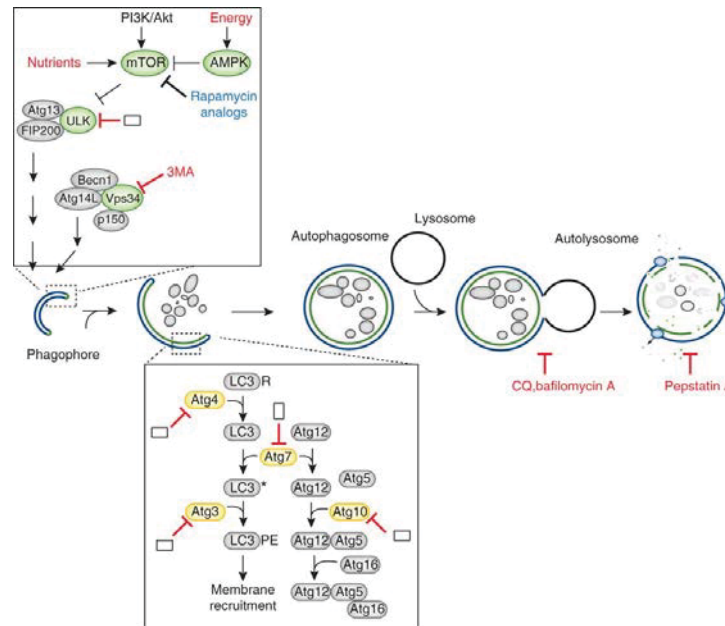 PI3K/Akt
Energy
Nutrients
mTOR
AMPK
Rapamycin
analogs
Atg13
ULK
FIP200
3MA
Becn1
Atg14L
Vps34
p150
Lysosome
Autophagosome
Autolysosome
Phagophore
CQ,bafilomycin A
Pepstatin
LC3 R
Atg4
LC3
Atg12
Atg7
LC3 *
Atg12
Atg5
Atg3
Atg10
LC3 PE
Atg12 Atg5
Atg16
Membrane
recruitment
Atg12 Atg5
Atg16